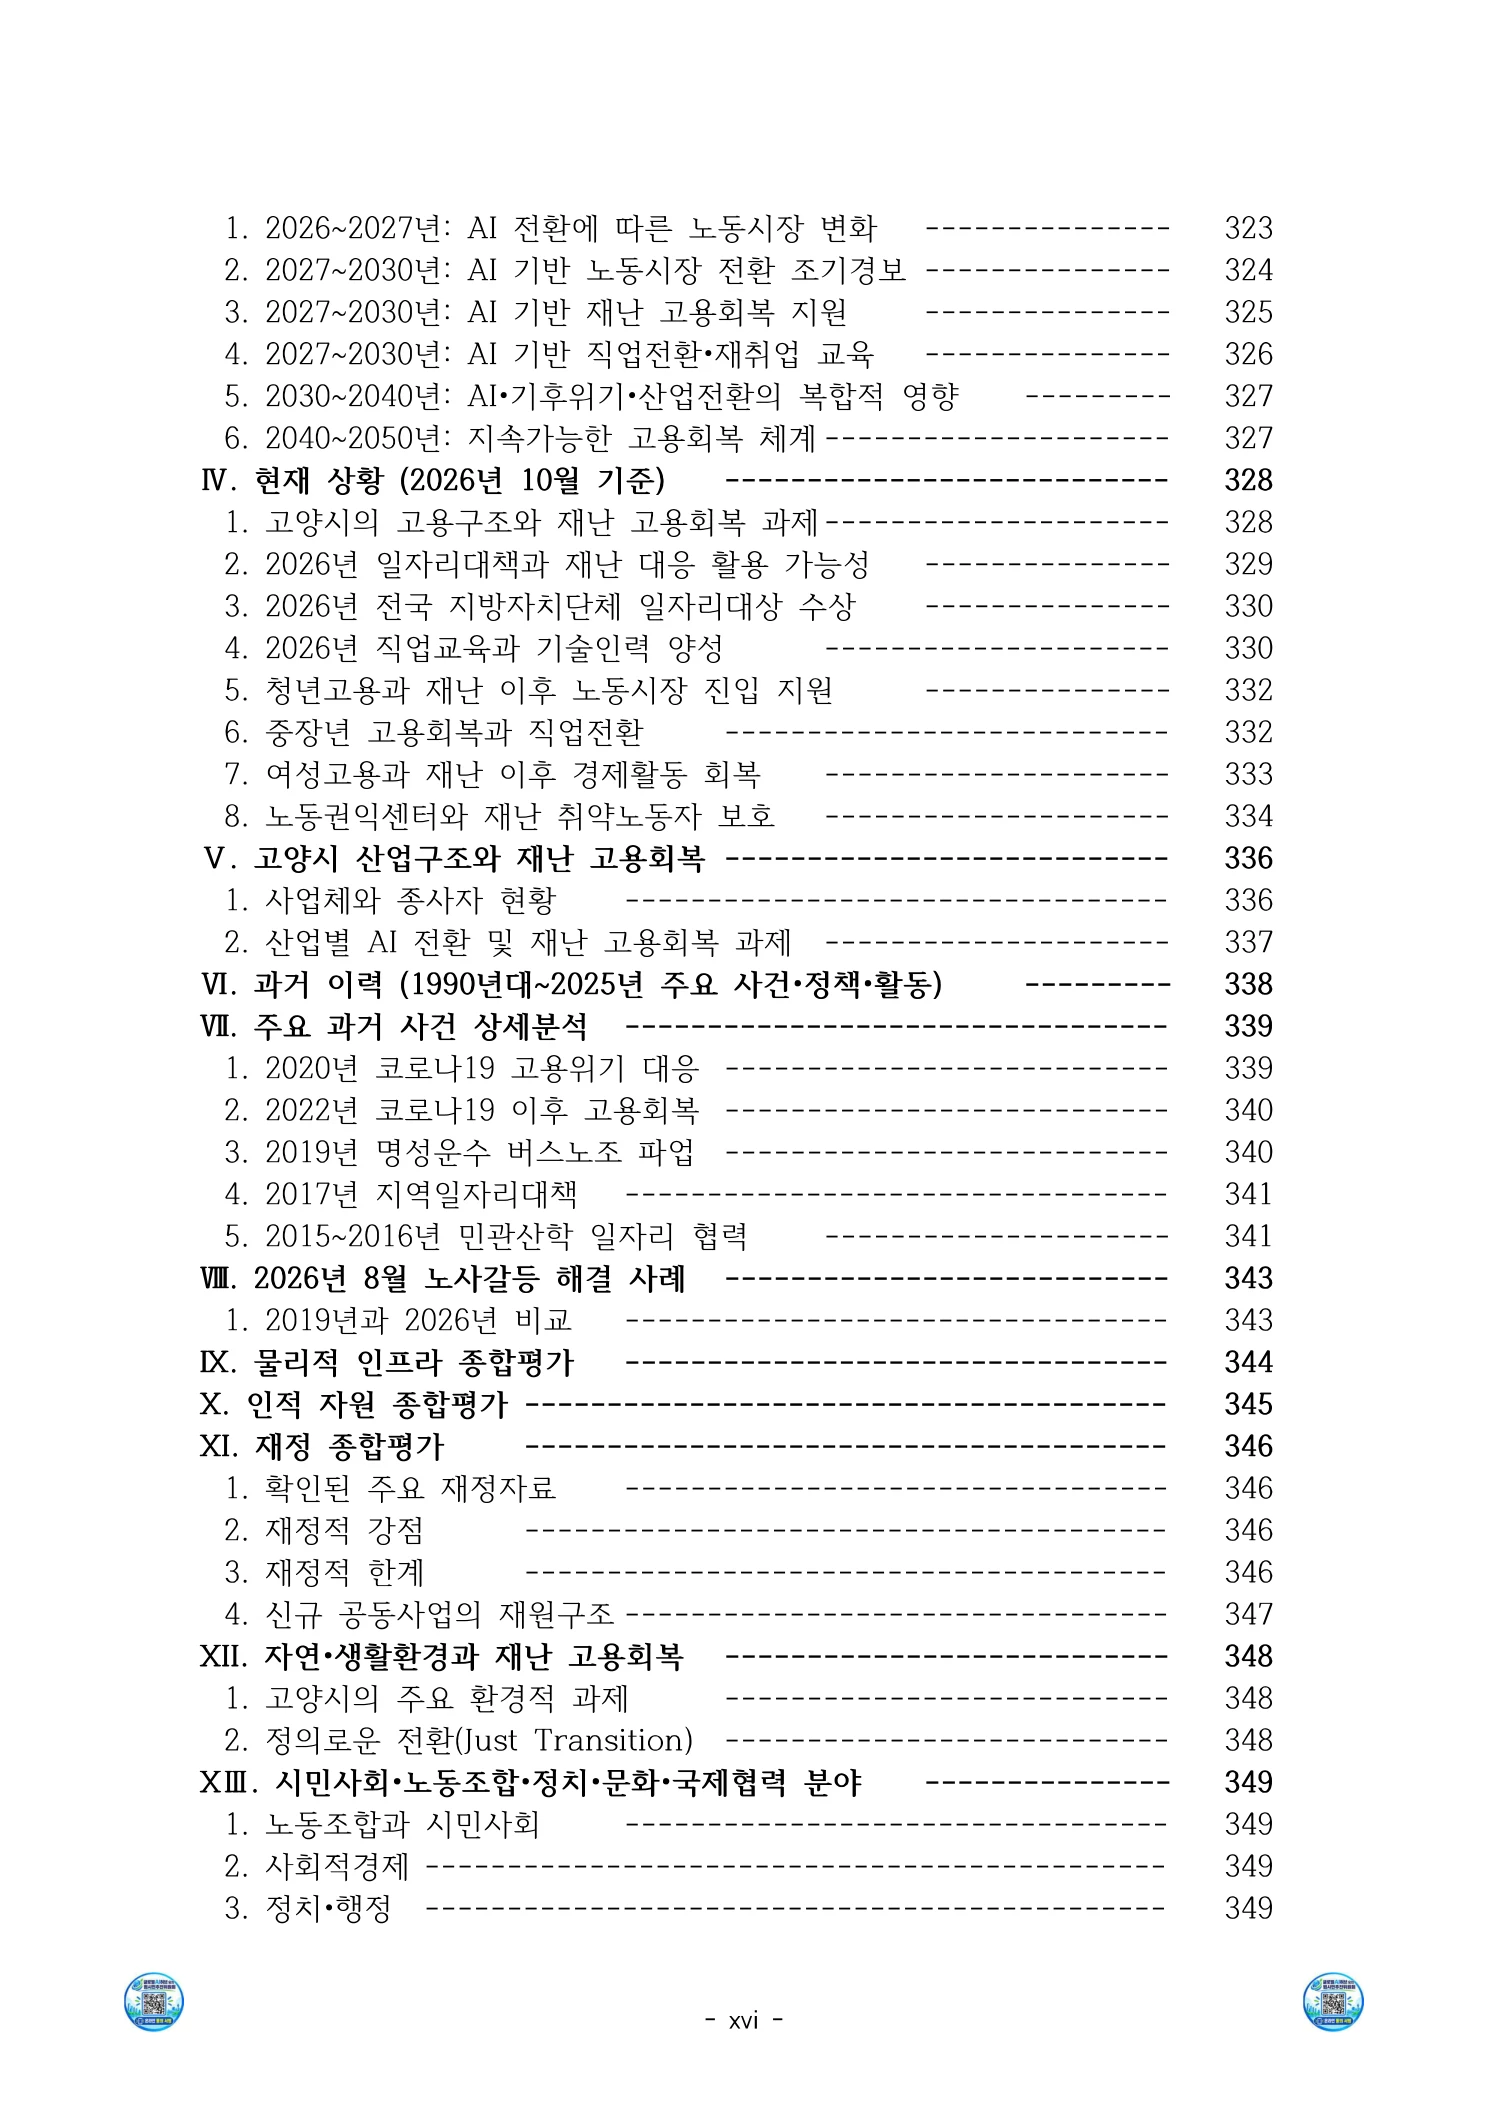 1. 2026~2027년: AI 전환에 따른 노동시장 변화 --------------- 323
2. 2027~2030년: AI 기반 노동시장 전환 조기경보 --------------- 324
3. 2027~2030년: AI 기반 재난 고용회복 지원 --------------- 325
4. 2027~2030년: AI 기반 직업전환•재취업 교육 --------------- 326
5. 2030~2040년: AI•기후위기•산업전환의 복합적 영향 --------- 327
6. 2040~2050년: 지속가능한 고용회복 체계 --------------------- 327
Ⅳ. 현재 상황 (2026년 10월 기준) --------------------------- 328
1. 고양시의 고용구조와 재난 고용회복 과제 --------------------- 328
2. 2026년 일자리대책과 재난 대응 활용 가능성 --------------- 329
3. 2026년 전국 지방자치단체 일자리대상 수상 --------------- 330
4. 2026년 직업교육과 기술인력 양성 --------------------- 330
5. 청년고용과 재난 이후 노동시장 진입 지원 --------------- 332
6. 중장년 고용회복과 직업전환 --------------------------- 332
7. 여성고용과 재난 이후 경제활동 회복 --------------------- 333
8. 노동권익센터와 재난 취약노동자 보호 --------------------- 334
Ⅴ. 고양시 산업구조와 재난 고용회복 --------------------------- 336
1. 사업체와 종사자 현황 --------------------------------- 336
2. 산업별 AI 전환 및 재난 고용회복 과제 --------------------- 337
Ⅵ. 과거 이력 (1990년대~2025년 주요 사건•정책•활동) --------- 338
Ⅶ. 주요 과거 사건 상세분석 --------------------------------- 339
1. 2020년 코로나19 고용위기 대응 --------------------------- 339
2. 2022년 코로나19 이후 고용회복 --------------------------- 340
3. 2019년 명성운수 버스노조 파업 --------------------------- 340
4. 2017년 지역일자리대책 --------------------------------- 341
5. 2015~2016년 민관산학 일자리 협력 --------------------- 341
Ⅷ. 2026년 8월 노사갈등 해결 사례 --------------------------- 343
1. 2019년과 2026년 비교 --------------------------------- 343
Ⅸ. 물리적 인프라 종합평가 --------------------------------- 344
X. 인적 자원 종합평가 --------------------------------------- 345
XI. 재정 종합평가 --------------------------------------- 346
1. 확인된 주요 재정자료 --------------------------------- 346
2. 재정적 강점 --------------------------------------- 346
3. 재정적 한계 --------------------------------------- 346
4. 신규 공동사업의 재원구조 --------------------------------- 347
XII. 자연•생활환경과 재난 고용회복 --------------------------- 348
1. 고양시의 주요 환경적 과제 --------------------------- 348
2. 정의로운 전환(Just Transition) --------------------------- 348
XⅢ. 시민사회•노동조합•정치•문화•국제협력 분야 --------------- 349
1. 노동조합과 시민사회 --------------------------------- 349
2. 사회적경제 --------------------------------------------- 349
3. 정치•행정 --------------------------------------------- 349
- xvi -